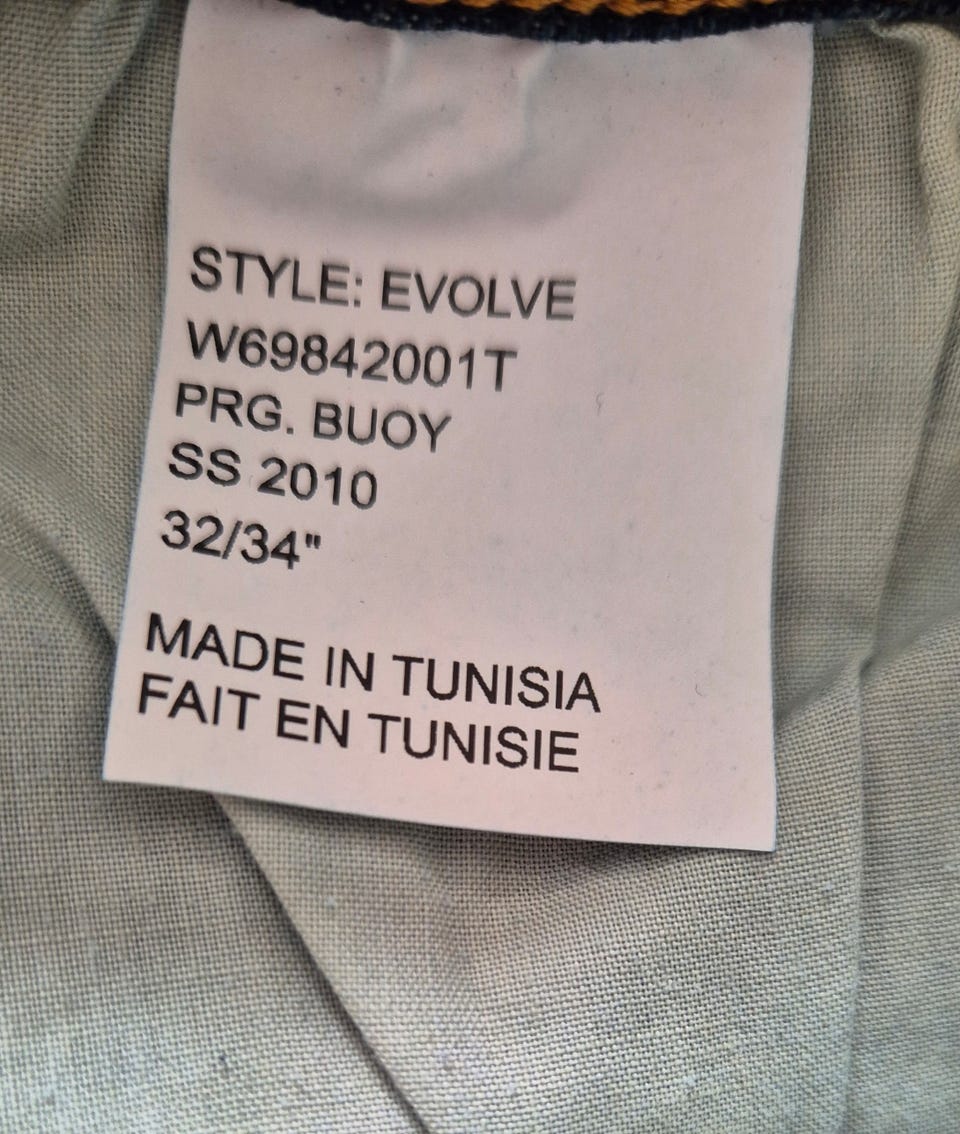 STYLE: EVOLVE
W69842001T
PRG. BUOY
SS 2010
32/34"
MADE IN TUNISIA
FAIT EN TUNISIE